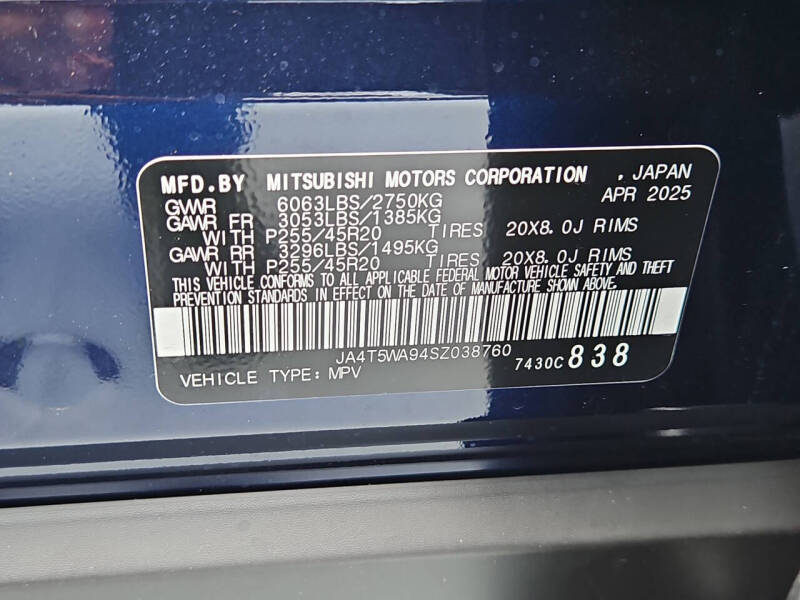 MFD.BY MITSUBISHI MOTORS CORPORATION , JAPAN
APR 2025
GVWR 6063LBS/2750KG
GAWR FR 3053LBS/1385KG
WITH P255/45R20 TIRES 20X8.0J RIMS
GAWR RR 3296LBS/1495KG
WITH P255/45R20 TIRES 20X8.0J RIMS
THIS VEHICLE CONFORMS TO ALL APPLICABLE FEDERAL MOTOR VEHICLE SAFETY AND THEFT
PREVENTION STANDARDS IN EFFECT ON THE DATE OF MANUFACTURE SHOWN ABOVE.
JA4T5WA94SZ038760
7430C 838
VEHICLE TYPE: MPV